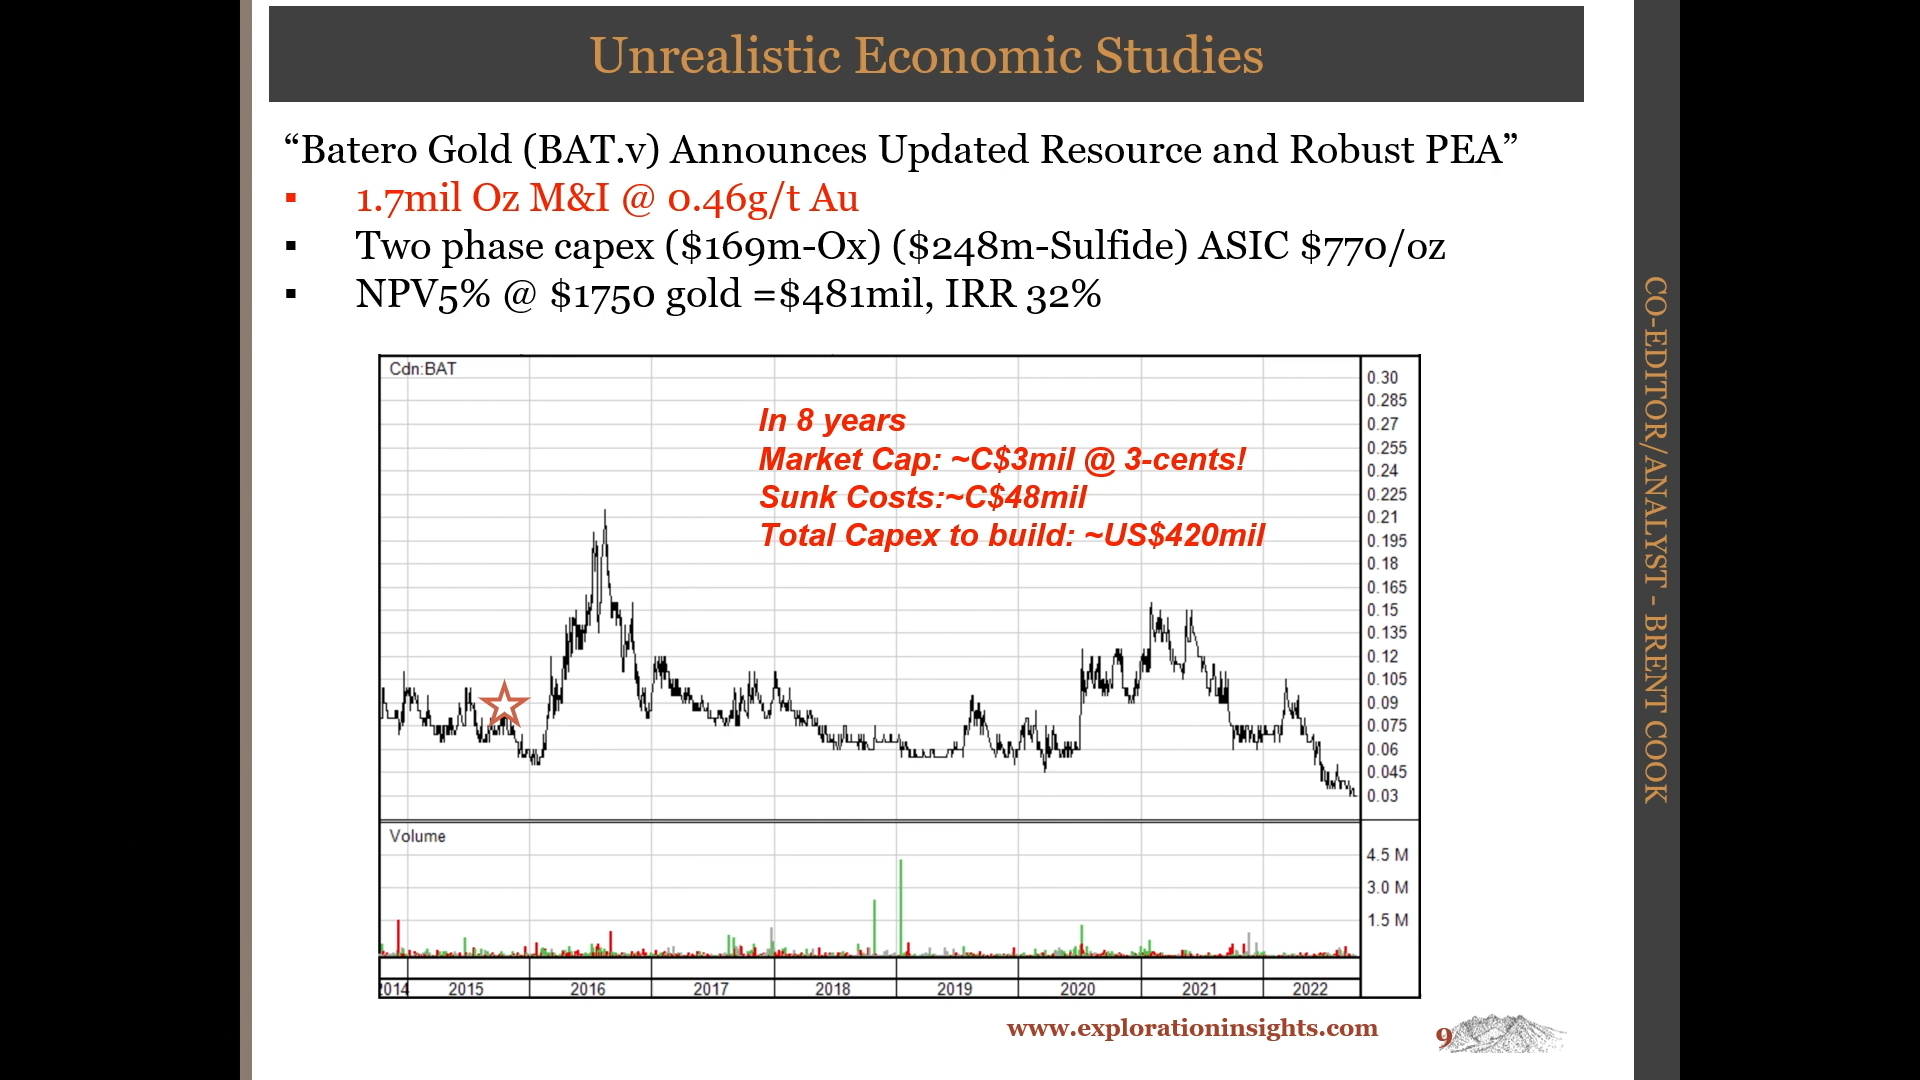 Unrealistic Economic Studies
“Batero Gold (BAT.v) Announces Updated Resource and Robust PEA”
▪ 1.7mil Oz M&I @ 0.46g/t Au
▪ Two phase capex ($169m-Ox) ($248m-Sulfide) ASIC $770/oz
▪ NPV5% @ $1750 gold =$481mil, IRR 32%
Cdn:BAT
In 8 years
Market Cap: ~C$3mil @ 3-cents!
Sunk Costs:~C$48mil
Total Capex to build: ~US$420mil
0.30
0.285
0.27
0.255
0.24
0.225
0.21
0.195
0.18
0.165
0.15
0.135
0.12
0.105
0.09
0.075
0.06
0.045
0.03
Volume
4.5 M
3.0 M
1.5 M
2014 2015 2016 2017 2018 2019 2020 2021 2022
www.explorationinsights.com
9
CO-EDITOR/ANALYST - BRENT COOK